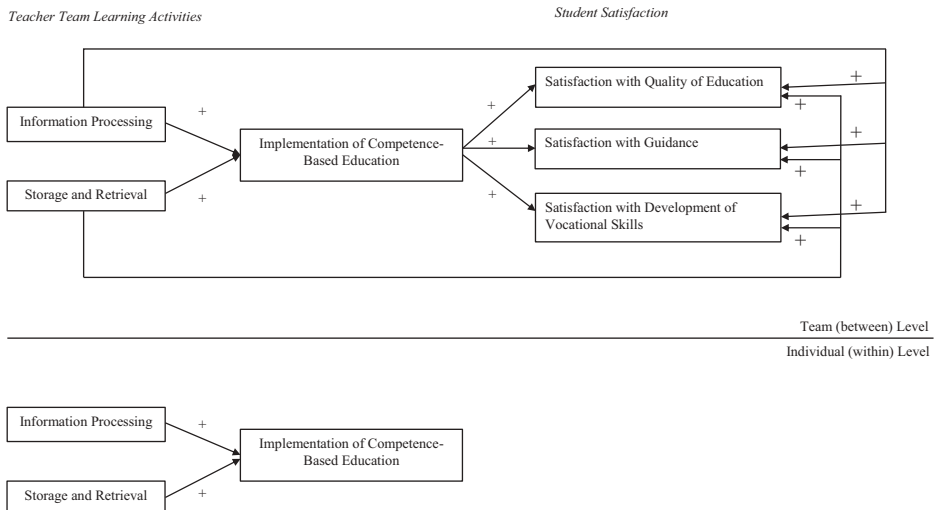 Teacher Team Learning Activities
Student Satisfaction
Satisfaction with Quality of Education
+
+
Information Processing
+
+
Implementation of Competence-
Based Education
+
Satisfaction with Guidance
+
+
Storage and Retrieval
+
+
Satisfaction with Development of
Vocational Skills
+
+
Team (between) Level
Individual (within) Level
Information Processing
+
Implementation of Competence-
Based Education
Storage and Retrieval
+